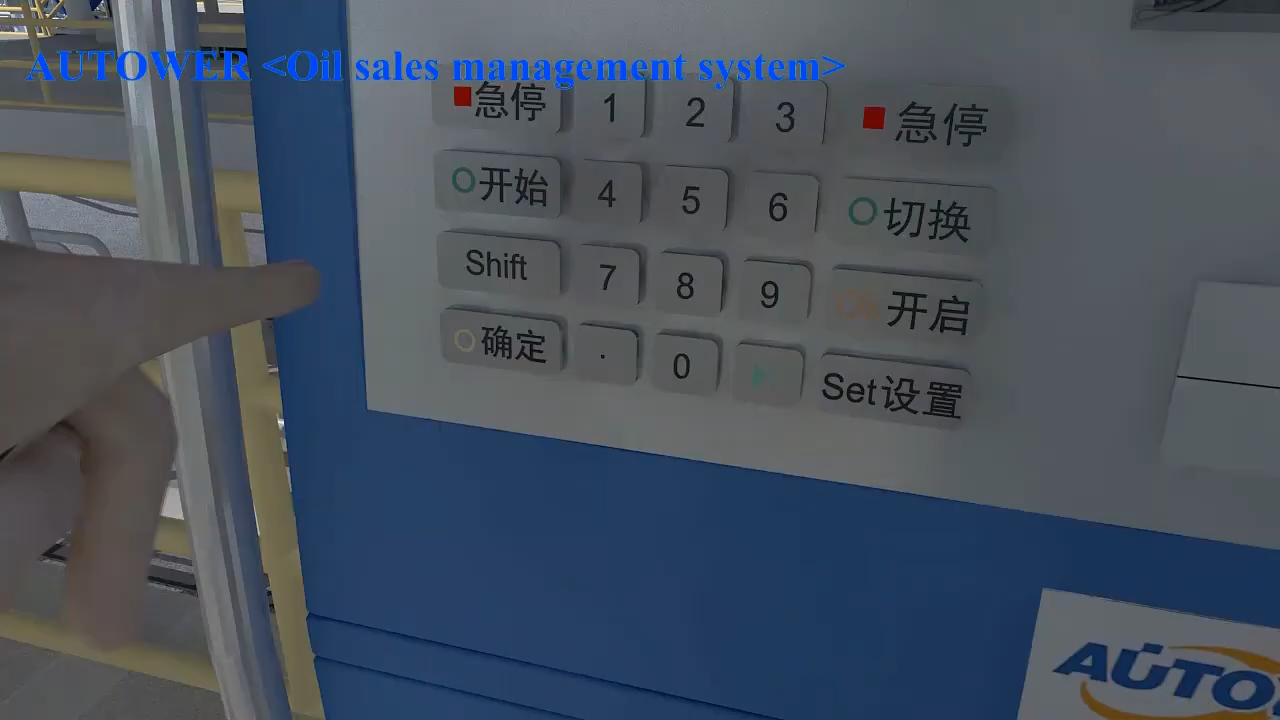 AUTOWER <Oil sales management system>
急停 1 2 3 急停
开始 4 5 6 切换
Shift 7 8 9 Ok 开启
确定 . 0 Set设置
AUTO